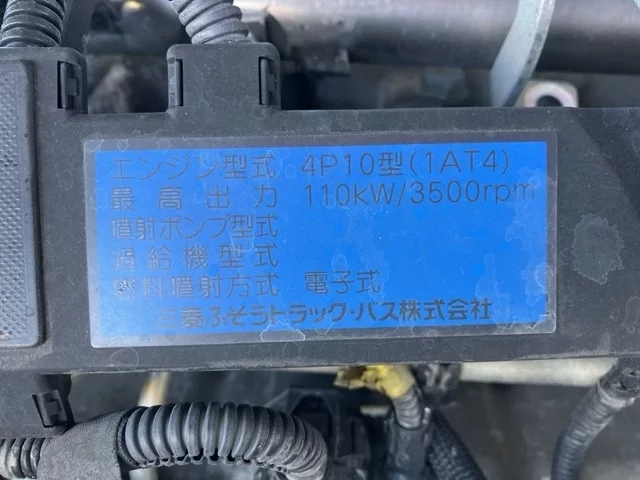 エンジン型式 4P10型(1AT4)
最高出力 110kW/3500rpm
噴射ポンプ型式
過給機型式
燃料噴射方式 電子式
三菱ふそうトラック・バス株式会社